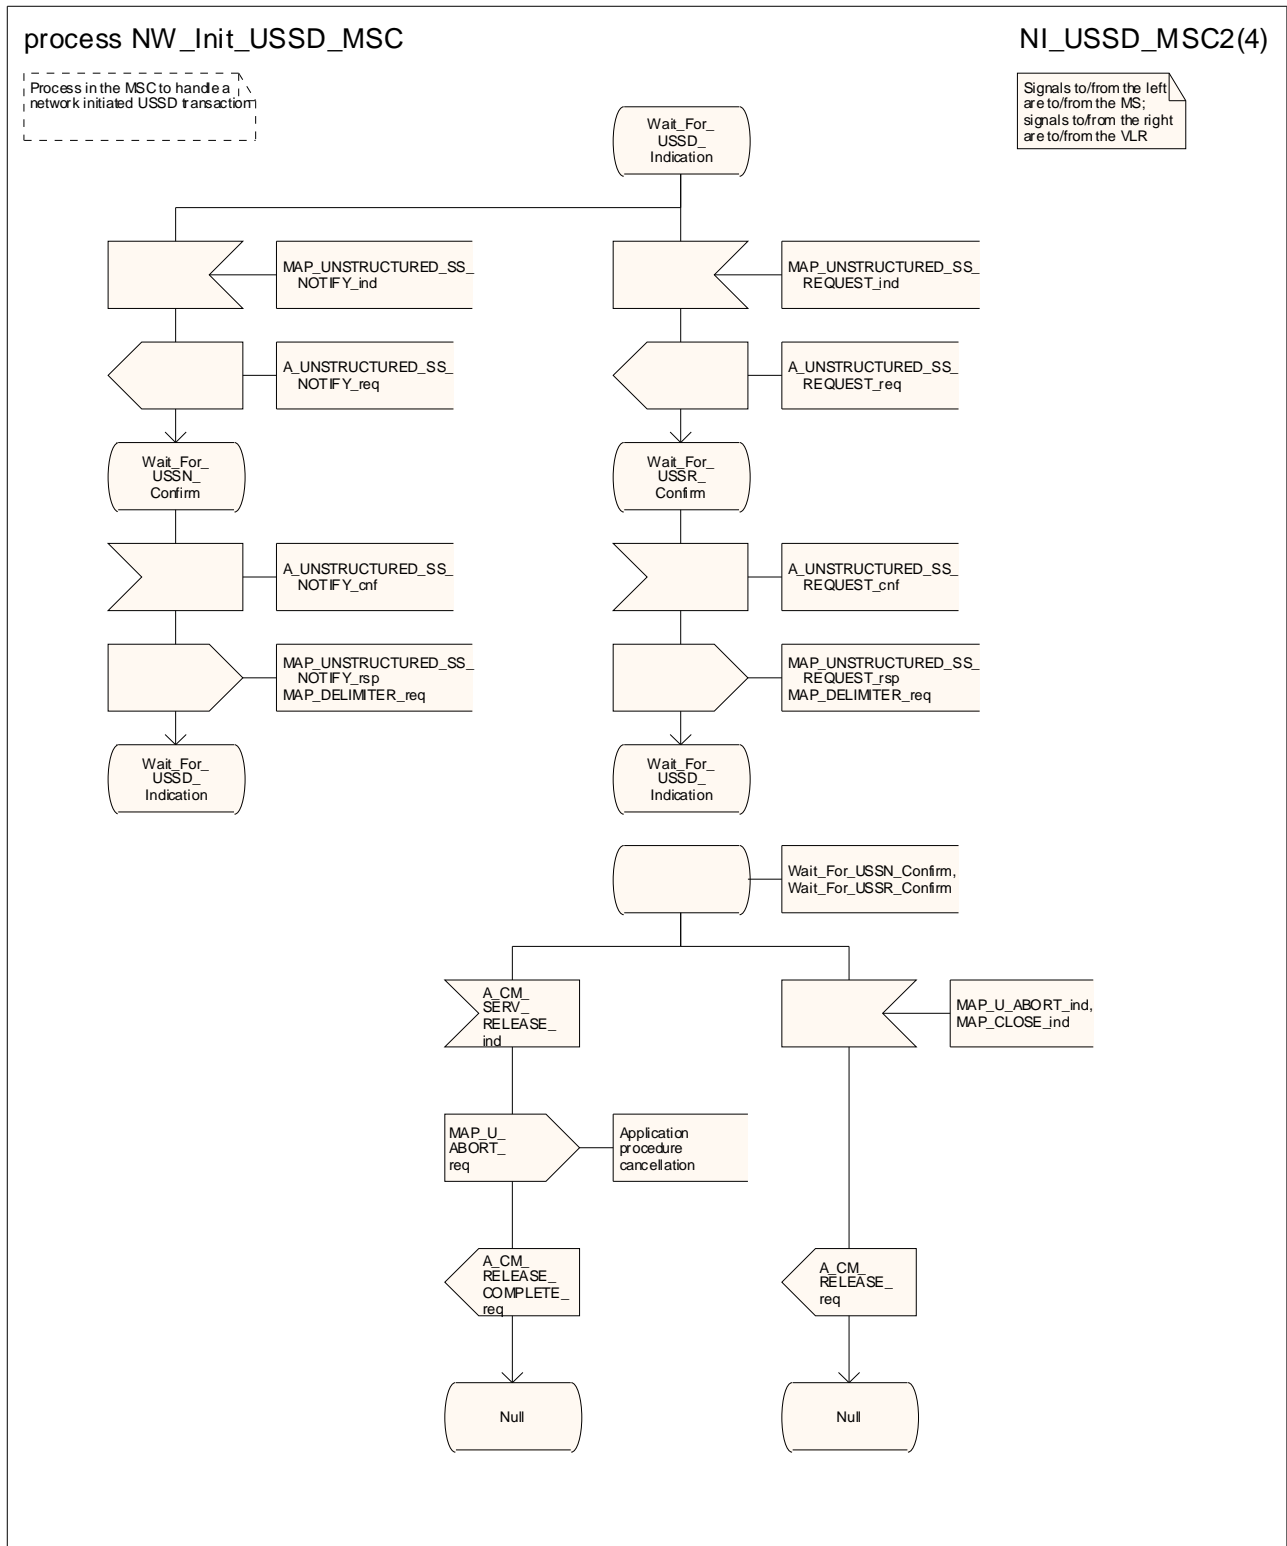 process NW_Init_USSD_MSC
NI_USSD_MSC2(4)
Process in the MSC to handle a
network initiated USSD transaction
Signals to/from the left
are to/from the MS;
signals to/from the right
are to/from the VLR
Wait_For_
USSD_
Indication
MAP_UNSTRUCTURED_SS_
NOTIFY_ind
MAP_UNSTRUCTURED_SS_
REQUEST_ind
A_UNSTRUCTURED_SS_
NOTIFY_req
A_UNSTRUCTURED_SS_
REQUEST_req
Wait_For_
USSN_
Confirm
Wait_For_
USSR_
Confirm
A_UNSTRUCTURED_SS_
NOTIFY_cnf
A_UNSTRUCTURED_SS_
REQUEST_cnf
MAP_UNSTRUCTURED_SS_
NOTIFY_rsp
MAP_DELIMITER_req
MAP_UNSTRUCTURED_SS_
REQUEST_rsp
MAP_DELIMITER_req
Wait_For_
USSD_
Indication
Wait_For_
USSD_
Indication
Wait_For_USSN_Confirm,
Wait_For_USSR_Confirm
A_CM_
SERV_
RELEASE_
ind
MAP_U_ABORT_ind,
MAP_CLOSE_ind
MAP_U_
ABORT_
req
Application
procedure
cancellation
A_CM_
RELEASE_
COMPLETE_
req
A_CM_
RELEASE_
req
Null
Null